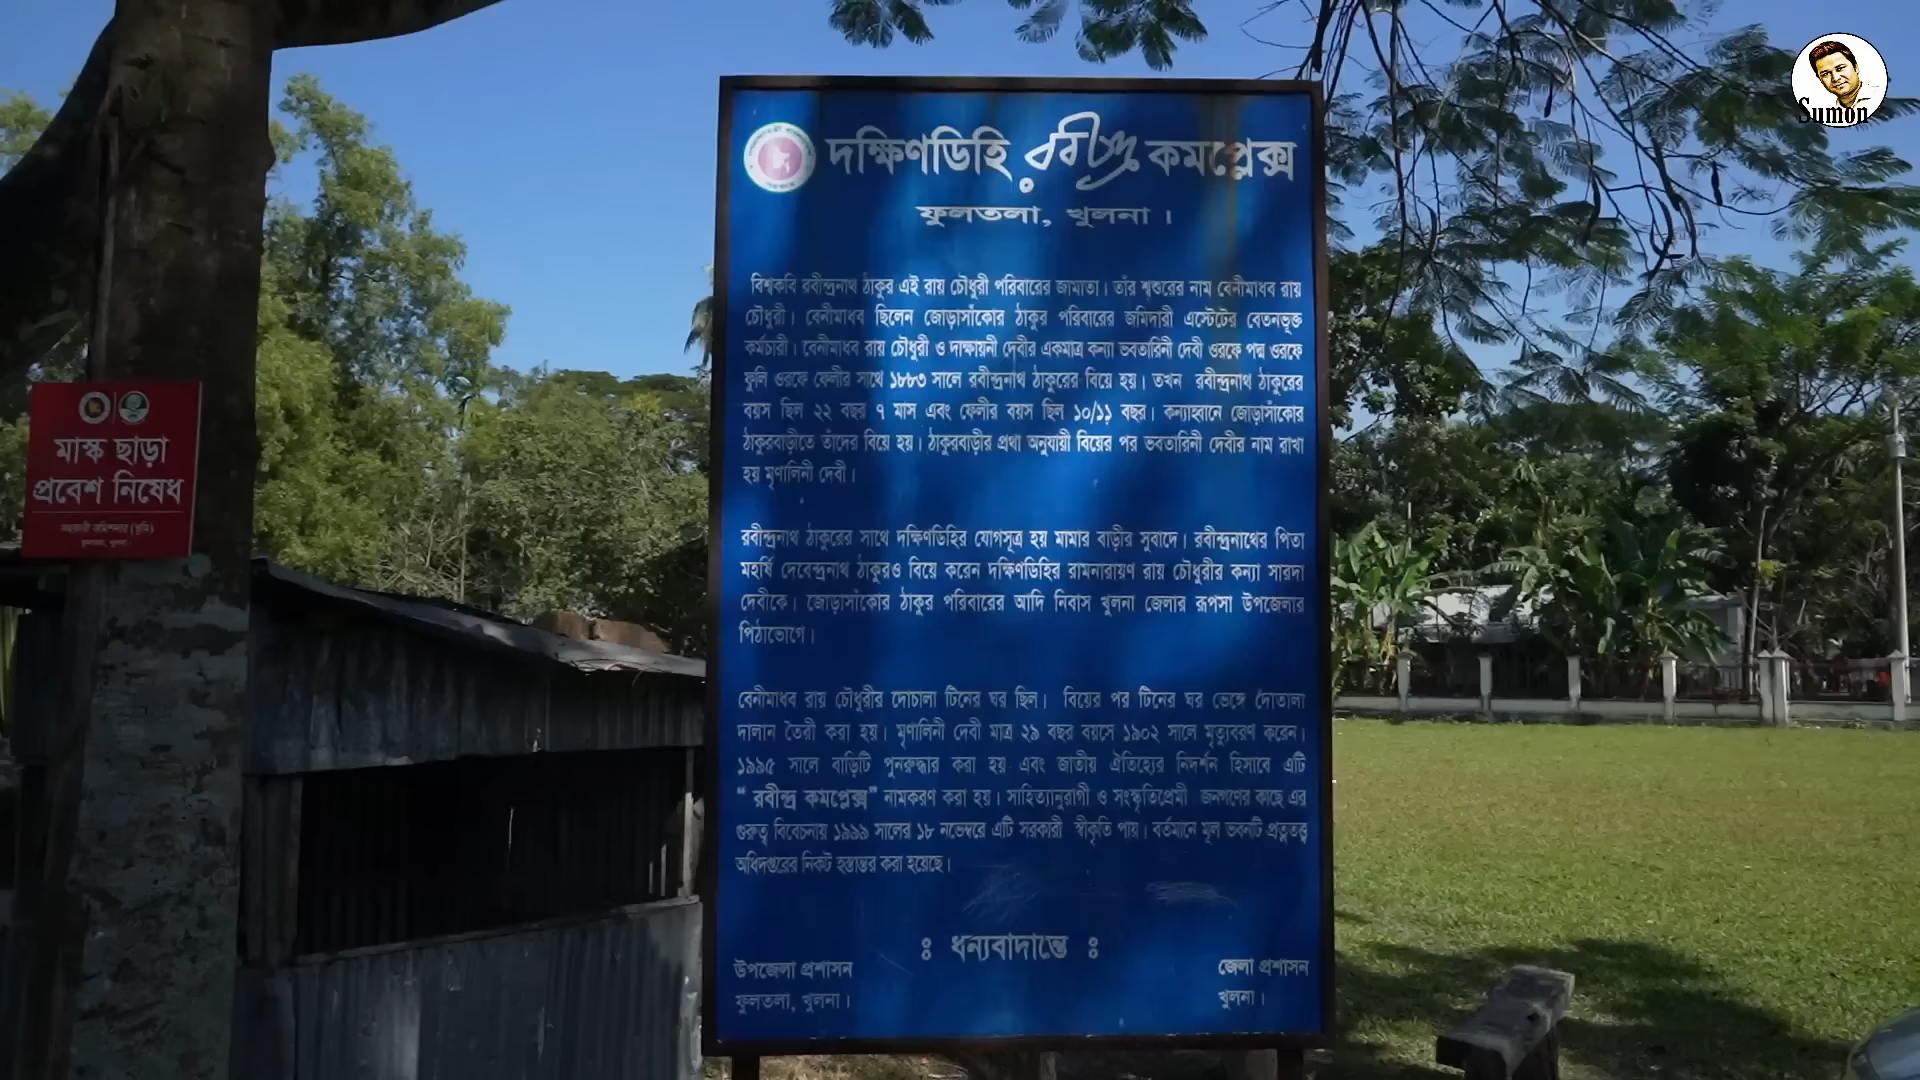 দক্ষিণডিহি রবীন্দ্র কমপ্লেক্স
ফুলতলা, খুলনা।
বিশ্বকবি রবীন্দ্রনাথ ঠাকুর এই রায় চৌধুরী পরিবারের জামাতা। তাঁর শ্বশুরের নাম বেনীমাধব রায়
চৌধুরী। বেনীমাধব ছিলেন জোড়াসাঁকোর ঠাকুর পরিবারের জমিদারী এস্টেটের বেতনভূক্ত
কর্মচারী। বেনীমাধব রায় চৌধুরী ও দাক্ষায়নী দেবীর একমাত্র কন্যা ভবতারিনী দেবী ওরফে পদ্ম ওরফে
ফুলি ওরফে ফেলীর সাথে ১৮৮৩ সালে রবীন্দ্রনাথ ঠাকুরের বিয়ে হয়। তখন রবীন্দ্রনাথ ঠাকুরের
বয়স ছিল ২২ বছর ৭ মাস এবং ফেলীর বয়স ছিল ১০/১১ বছর। কন্যাহ্বানে জোড়াসাঁকোর
ঠাকুরবাড়ীতে তাঁদের বিয়ে হয়। ঠাকুরবাড়ীর প্রথা অনুযায়ী বিয়ের পর ভবতারিনী দেবীর নাম রাখা
হয় মৃণালিনী দেবী।
রবীন্দ্রনাথ ঠাকুরের সাথে দক্ষিণডিহির যোগসূত্র হয় মামার বাড়ীর সুবাদে। রবীন্দ্রনাথের পিতা
মহর্ষি দেবেন্দ্রনাথ ঠাকুরও বিয়ে করেন দক্ষিণডিহির রামনারায়ণ রায় চৌধুরীর কন্যা সারদা
দেবীকে। জোড়াসাঁকোর ঠাকুর পরিবারের আদি নিবাস খুলনা জেলার রূপসা উপজেলার
পিঠাভোগে।
বেনীমাধব রায় চৌধুরীর দোচালা টিনের ঘর ছিল। বিয়ের পর টিনের ঘর ভেঙ্গে দোতালা
দালান তৈরী করা হয়। মৃণালিনী দেবী মাত্র ২৯ বছর বয়সে ১৯০২ সালে মৃত্যুবরণ করেন।
১৯৯৫ সালে বাড়িটি পুনরুদ্ধার করা হয় এবং জাতীয় ঐতিহ্যের নিদর্শন হিসাবে এটি
“ রবীন্দ্র কমপ্লেক্স” নামকরণ করা হয়। সাহিত্যানুরাগী ও সংস্কৃতিপ্রেমী জনগণের কাছে এর
গুরুত্ব বিবেচনায় ১৯৯৯ সালের ১৮ নভেম্বরে এটি সরকারী স্বীকৃতি পায়। বর্তমানে মূল ভবনটি প্রত্নতত্ত্ব
অধিদপ্তরের নিকট হস্তান্তর করা হয়েছে।
ঃ ধন্যবাদান্তে ঃ
উপজেলা প্রশাসন
ফুলতলা, খুলনা।
জেলা প্রশাসন
খুলনা।
মাস্ক ছাড়া
প্রবেশ নিষেধ
সহকারী কমিশনার (ভূমি)
ফুলতলা, খুলনা।
Sumon